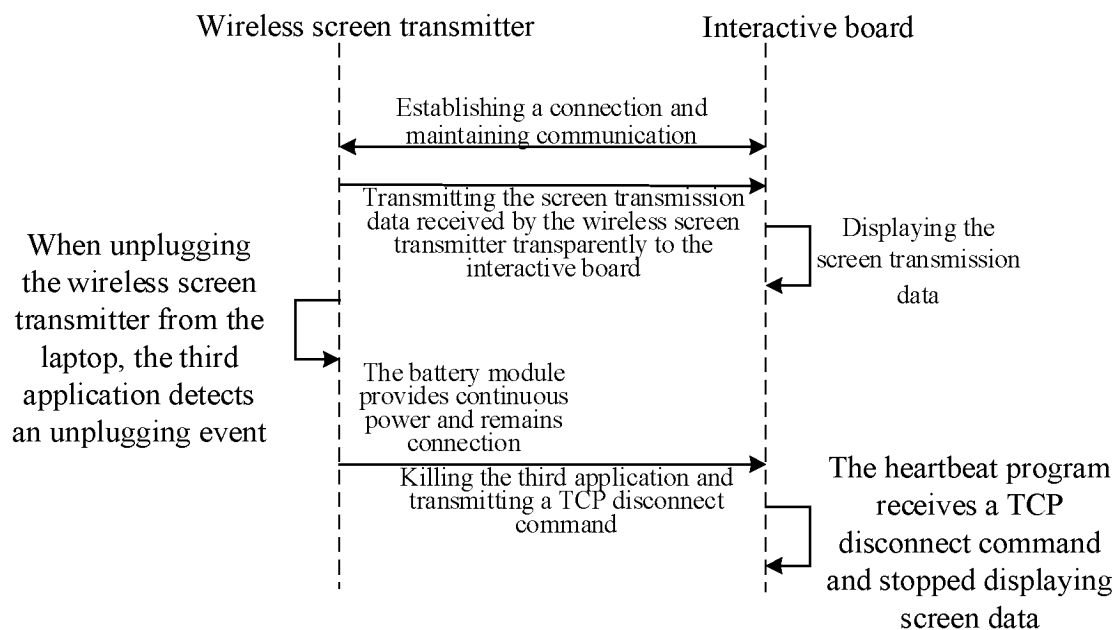 Wireless screen transmitter
Interactive board
Establishing a connection and
maintaining communication
Transmitting the screen transmission
data received by the wireless screen
transmitter transparently to the
interactive board
Displaying the
screen transmission
data
When unplugging
the wireless screen
transmitter from the
laptop, the third
application detects
an unplugging event
The battery module
provides continuous
power and remains
connection
Killing the third application and
transmitting a TCP disconnect
command
The heartbeat program
receives a TCP
disconnect command
and stopped displaying
screen data